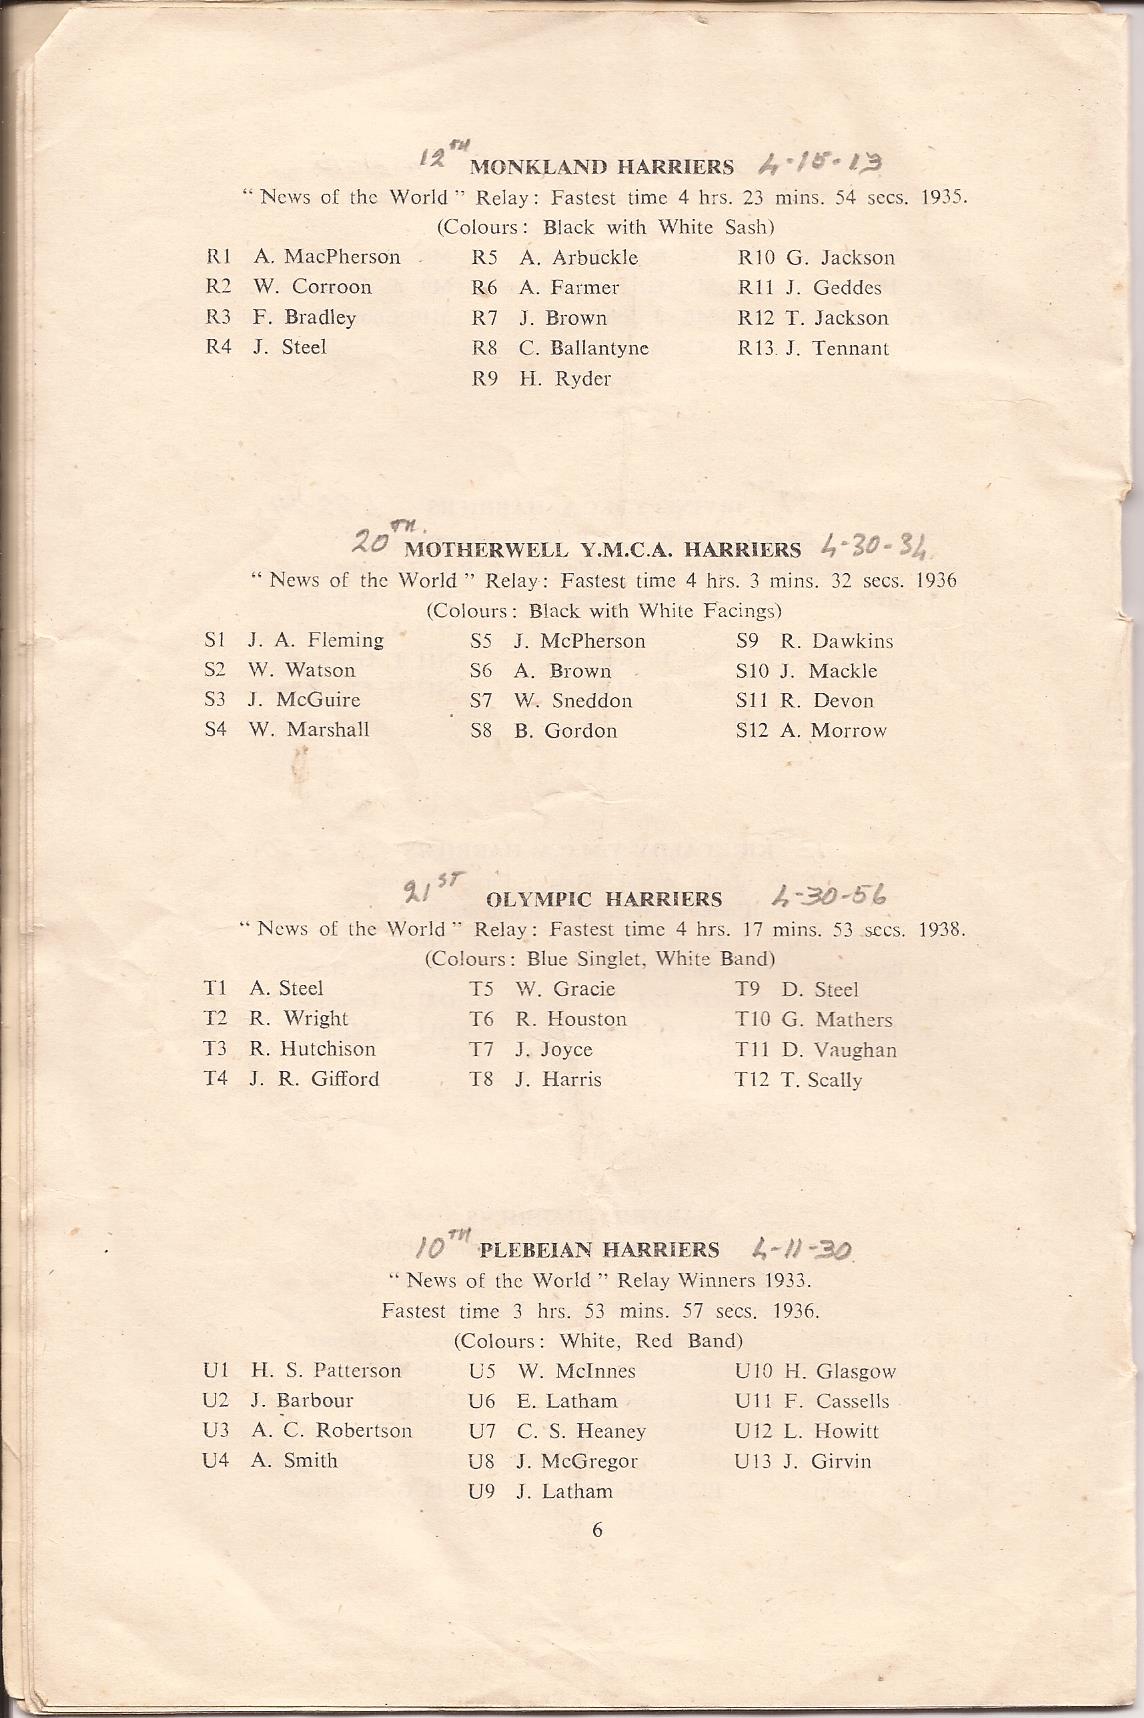 12TH MONKLAND HARRIERS 4-15-13
“ News of the World ” Relay : Fastest time 4 hrs. 23 mins. 54 secs. 1935.
(Colours : Black with White Sash)
R1 A. MacPherson R5 A. Arbuckle R10 G. Jackson
R2 W. Corroon R6 A. Farmer R11 J. Geddes
R3 F. Bradley R7 J. Brown R12 T. Jackson
R4 J. Steel R8 C. Ballantyne R13 J. Tennant
R9 H. Ryder
20TH. MOTHERWELL Y.M.C.A. HARRIERS 4-30-34
“ News of the World ” Relay : Fastest time 4 hrs. 3 mins. 32 secs. 1936
(Colours : Black with White Facings)
S1 J. A. Fleming S5 J. McPherson S9 R. Dawkins
S2 W. Watson S6 A. Brown S10 J. Mackle
S3 J. McGuire S7 W. Sneddon S11 R. Devon
S4 W. Marshall S8 B. Gordon S12 A. Morrow
21ST OLYMPIC HARRIERS 4-30-56
“ News of the World ” Relay : Fastest time 4 hrs. 17 mins. 53 secs. 1938.
(Colours : Blue Singlet, White Band)
T1 A. Steel T5 W. Gracie T9 D. Steel
T2 R. Wright T6 R. Houston T10 G. Mathers
T3 R. Hutchison T7 J. Joyce T11 D. Vaughan
T4 J. R. Gifford T8 J. Harris T12 T. Scally
10TH PLEBEIAN HARRIERS 4-11-30
“ News of the World ” Relay Winners 1933.
Fastest time 3 hrs. 53 mins. 57 secs. 1936.
(Colours : White, Red Band)
U1 H. S. Patterson U5 W. McInnes U10 H. Glasgow
U2 J. Barbour U6 E. Latham U11 F. Cassells
U3 A. C. Robertson U7 C. S. Heaney U12 L. Howitt
U4 A. Smith U8 J. McGregor U13 J. Girvin
U9 J. Latham
6